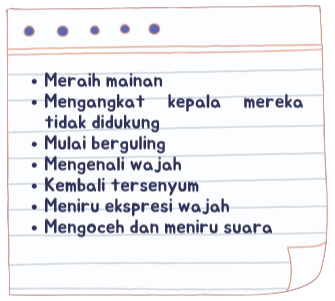 • Meraih mainan
• Mengangkat kepala mereka
tidak didukung
• Mulai berguling
• Mengenali wajah
• Kembali tersenyum
• Meniru ekspresi wajah
• Mengoceh dan meniru suara